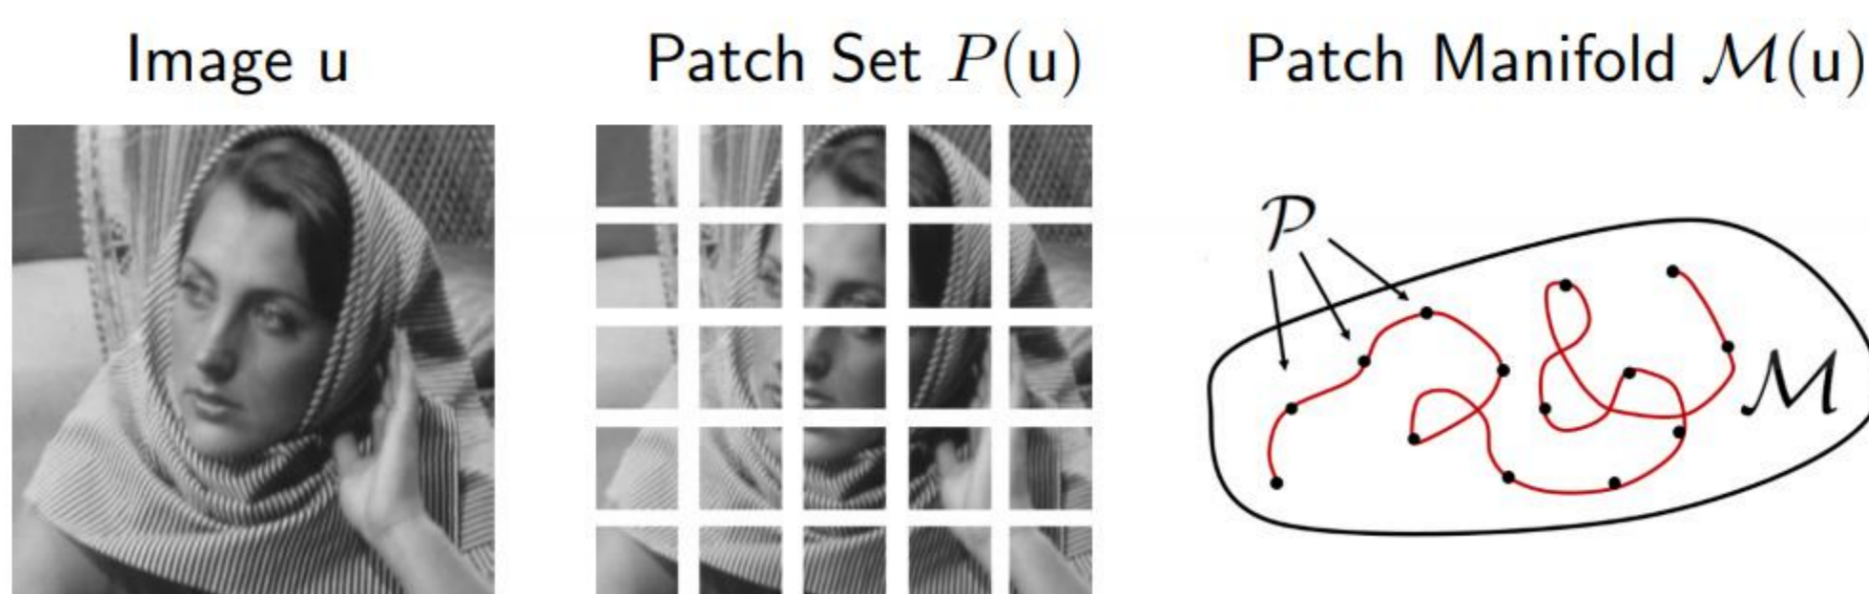 Image u
Patch Set P(u)
Patch Manifold ℳ(u)
𝒫
ℳ